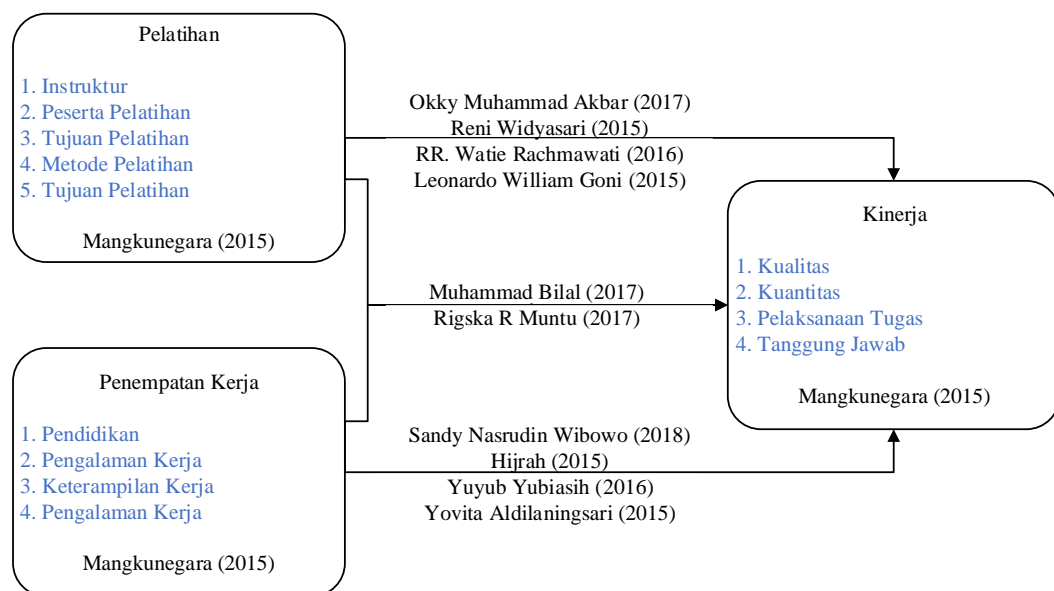 Pelatihan
1. Instruktur
2. Peserta Pelatihan
3. Tujuan Pelatihan
4. Metode Pelatihan
5. Tujuan Pelatihan
Mangkunegara (2015)
Okky Muhammad Akbar (2017)
Reni Widyasari (2015)
RR. Watie Rachmawati (2016)
Leonardo William Goni (2015)
Kinerja
1. Kualitas
2. Kuantitas
3. Pelaksanaan Tugas
4. Tanggung Jawab
Mangkunegara (2015)
Muhammad Bilal (2017)
Rigska R Muntu (2017)
Penempatan Kerja
1. Pendidikan
2. Pengalaman Kerja
3. Keterampilan Kerja
4. Pengalaman Kerja
Mangkunegara (2015)
Sandy Nasrudin Wibowo (2018)
Hijrah (2015)
Yuyub Yubiasih (2016)
Yovita Aldilaningsari (2015)